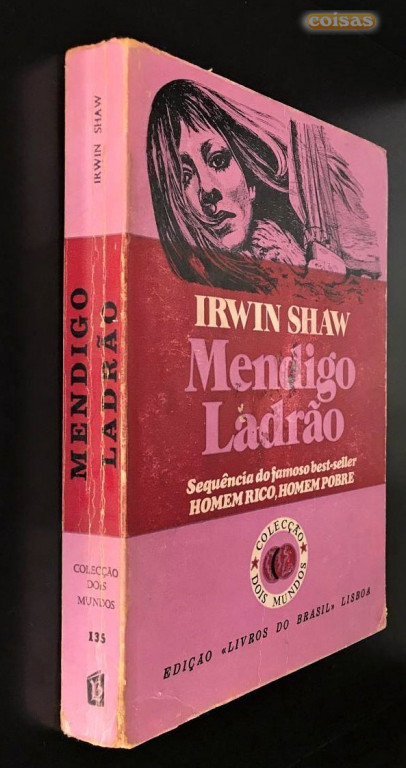 coisas
IRWIN SHAW
MENDIGO
LADRÃO
COLECÇÃO
DOIS
MUNDOS
135
IRWIN SHAW
Mendigo
Ladrão
Sequência do famoso best-seller
HOMEM RICO, HOMEM POBRE
COLECÇÃO
DOIS MUNDOS
EDIÇÃO «LIVROS DO BRASIL» LISBOA